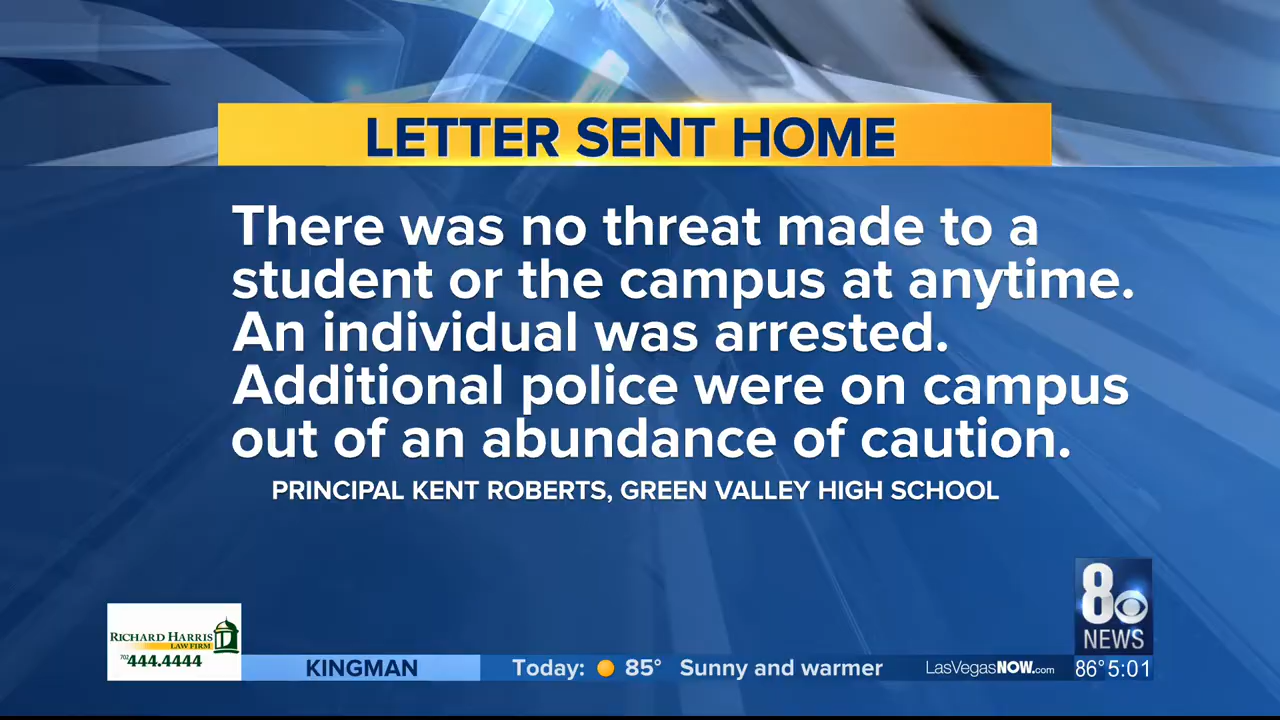 LETTER SENT HOME
There was no threat made to a
student or the campus at anytime.
An individual was arrested.
Additional police were on campus
out of an abundance of caution.
PRINCIPAL KENT ROBERTS, GREEN VALLEY HIGH SCHOOL
RICHARD HARRIS
LAW FIRM
702 444.4444
KINGMAN
Today: 85° Sunny and warmer
LasVegasNOW.com
8
NEWS
86° 5:01